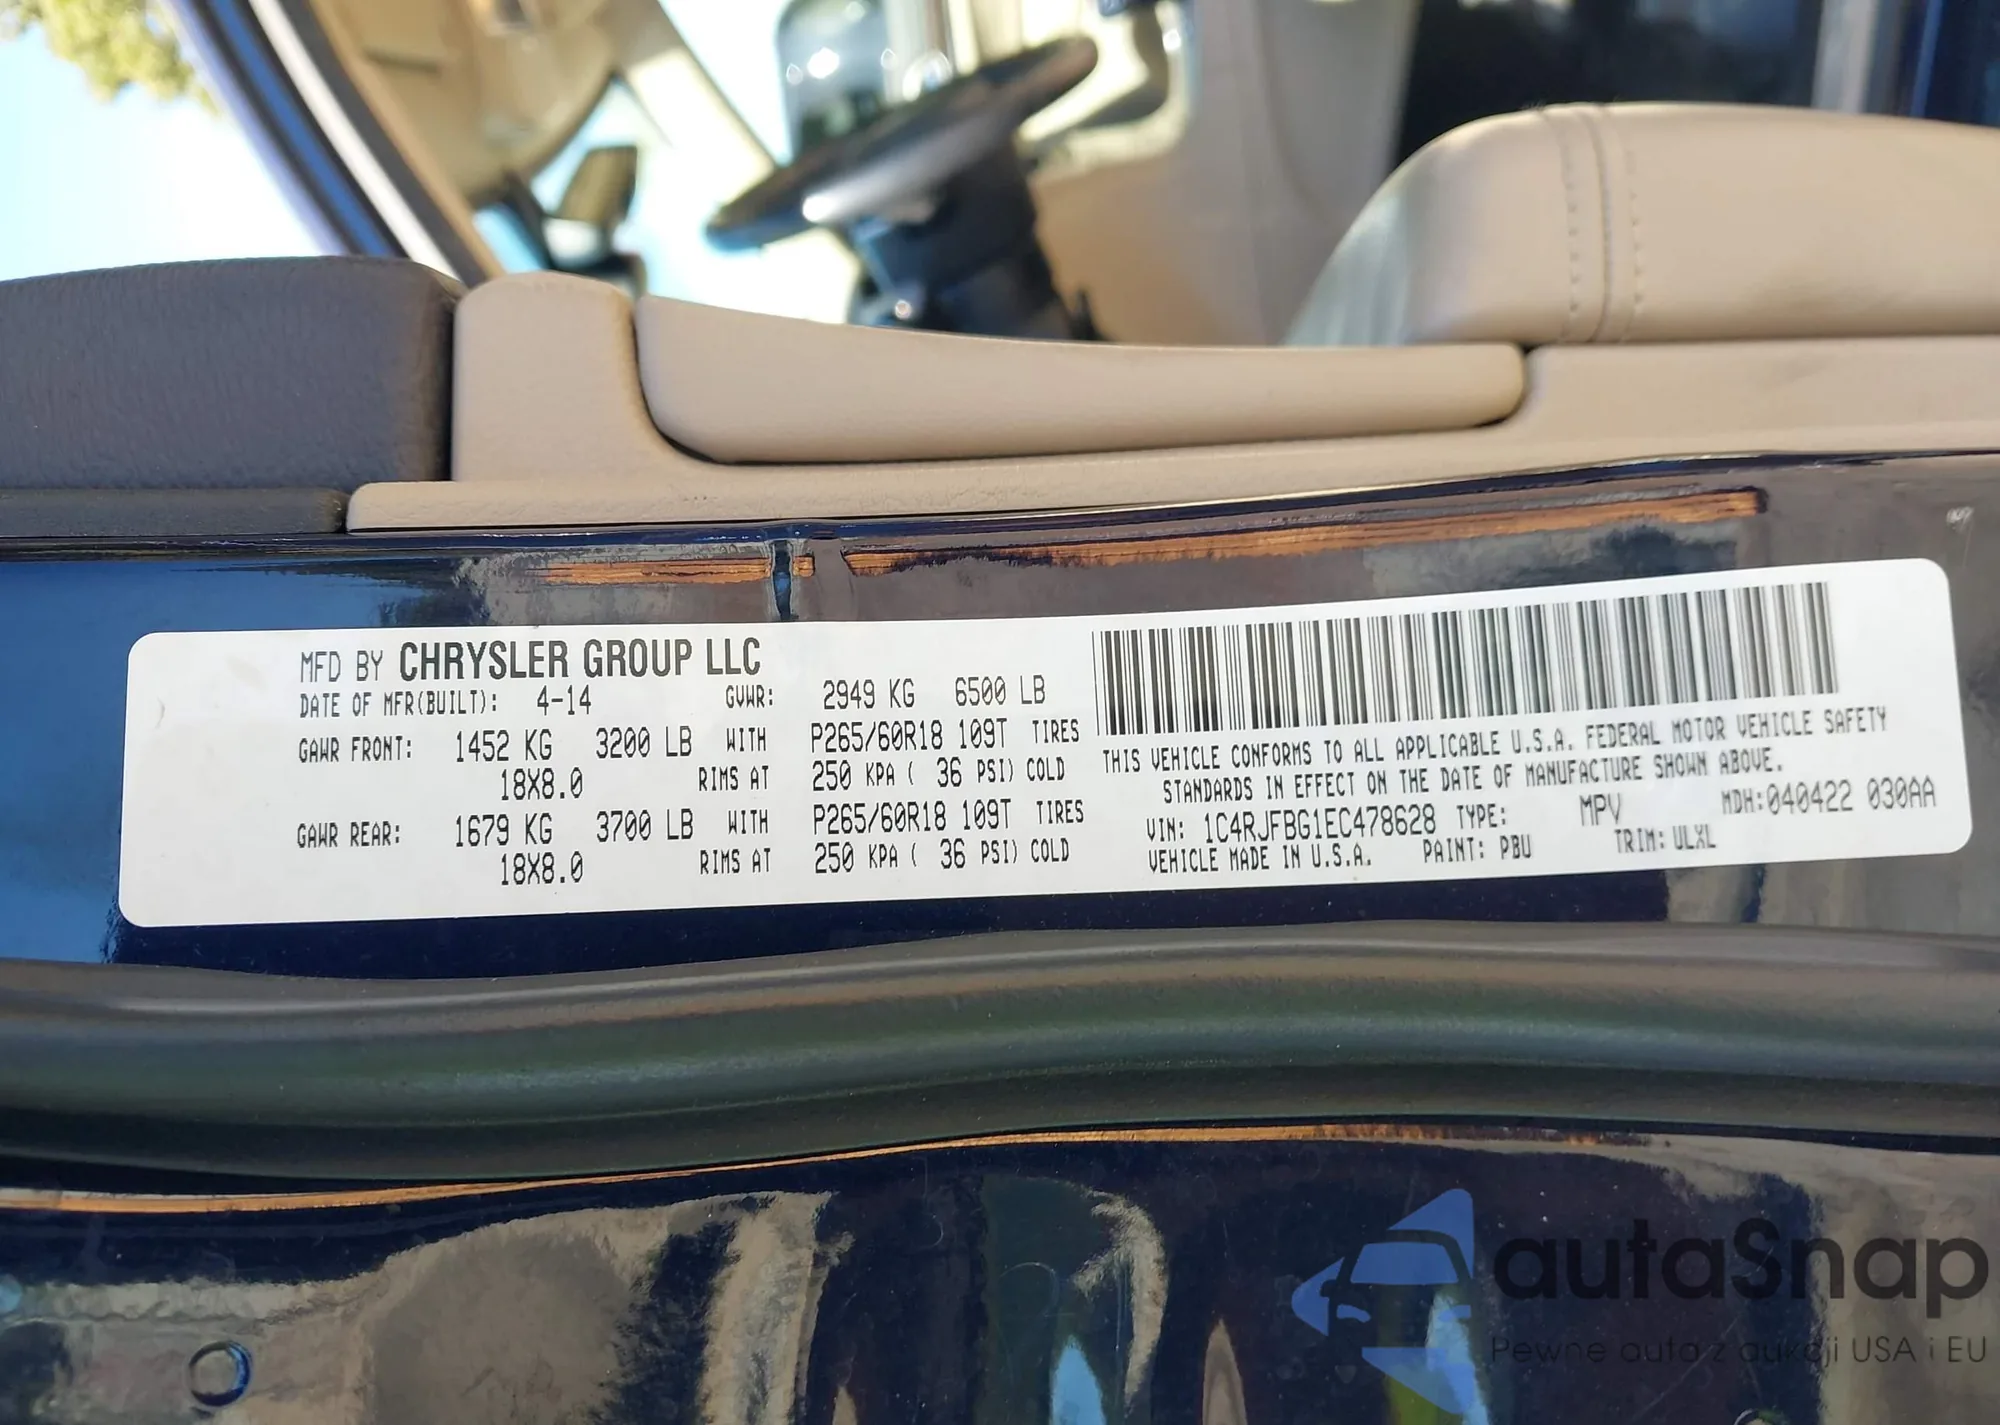 MFD BY CHRYSLER GROUP LLC
DATE OF MFR(BUILT): 4-14 GVWR: 2949 KG 6500 LB
GAWR FRONT: 1452 KG 3200 LB WITH P265/60R18 109T TIRES
18X8.0 RIMS AT 250 KPA ( 36 PSI) COLD
GAWR REAR: 1679 KG 3700 LB WITH P265/60R18 109T TIRES
18X8.0 RIMS AT 250 KPA ( 36 PSI) COLD
THIS VEHICLE CONFORMS TO ALL APPLICABLE U.S.A. FEDERAL MOTOR VEHICLE SAFETY
STANDARDS IN EFFECT ON THE DATE OF MANUFACTURE SHOWN ABOVE.
VIN: 1C4RJFBG1EC478628 TYPE: MPV MDH:040422 030AA
VEHICLE MADE IN U.S.A. PAINT: PBU TRIM: ULXL
autaSnap
Pewne auta z aukcji USA i EU